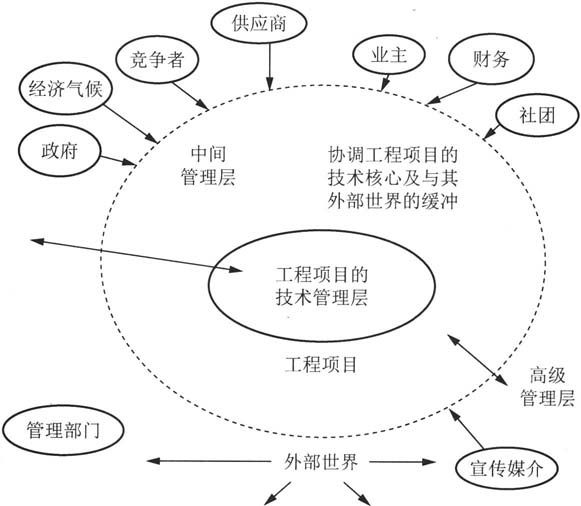 供应商
竞争者
业主
财务
经济气候
社团
政府
中间
管理层
协调工程项目的
技术核心及与其
外部世界的缓冲
工程项目的
技术管理层
工程项目
高级
管理层
管理部门
外部世界
宣传媒介